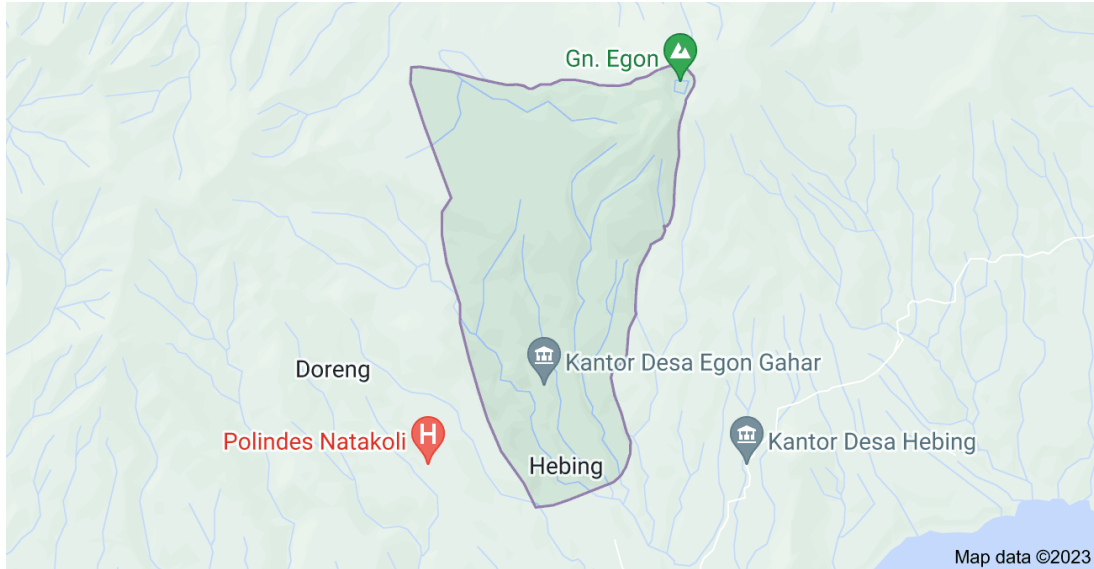 Gn. Egon
Kantor Desa Egon Gahar
Doreng
Polindes Natakoli
H
Kantor Desa Hebing
Hebing
Map data ©2023